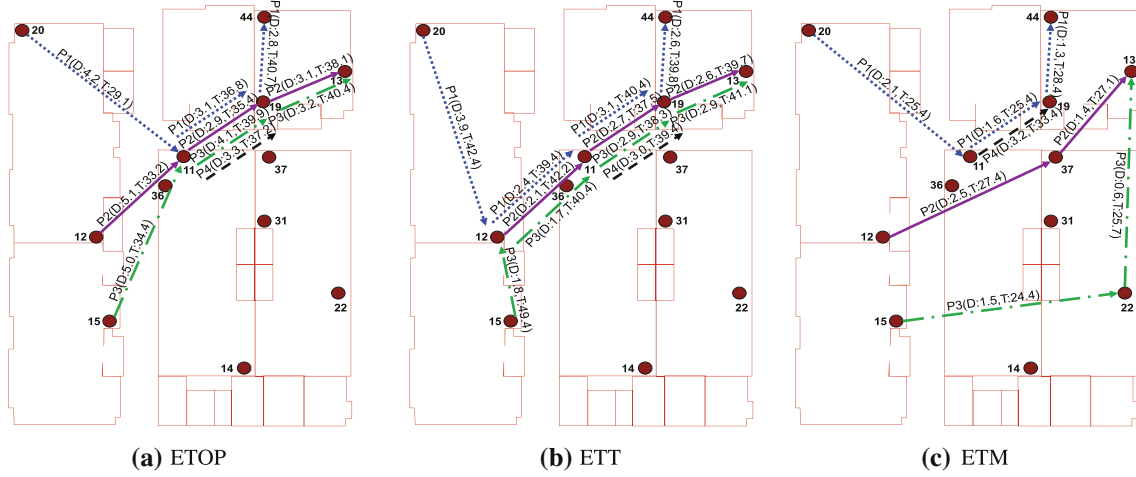 44
20
P1(D:2.8,T:40.7)
P1(D:4.2,T:29.1)
P1(D:3.1,T:36.8)
P2(D:3.1,T:38.1)
13
P2(D:2.9,T:35.4)
19
P3(D:3.2,T:40.4)
P3(D:4.1,T:39.9)
11
37
36
P2(D:5.1,T:33.2)
31
12
P3(D:5.0,T:34.4)
22
15
14
(a) ETOP
44
20
P1(D:2.6,T:39.8)
P1(D:3.9,T:42.4)
P1(D:3.1,T:40.4)
P2(D:2.6,T:39.7)
13
P2(D:2.7,T:37.5)
19
P3(D:2.9,T:41.1)
P3(D:2.9,T:38.3)
P4(D:3.0,T:39.4)
11
37
36
P1(D:2.4,T:39.4)
P2(D:2.1,T:42.2)
P3(D:1.7,T:40.4)
31
12
P3(D:1.8,T:49.4)
22
15
14
(b) ETT
44
20
P1(D:1.3,T:28.4)
P1(D:2.1,T:25.4)
13
P1(D:1.6,T:25.4)
19
P4(D:3.2,T:33.4)
P2(D:1.4,T:27.1)
11
37
36
P2(D:2.5,T:27.4)
31
12
P3(D:0.6,T:25.7)
P3(D:1.5,T:24.4)
22
15
14
(c) ETM